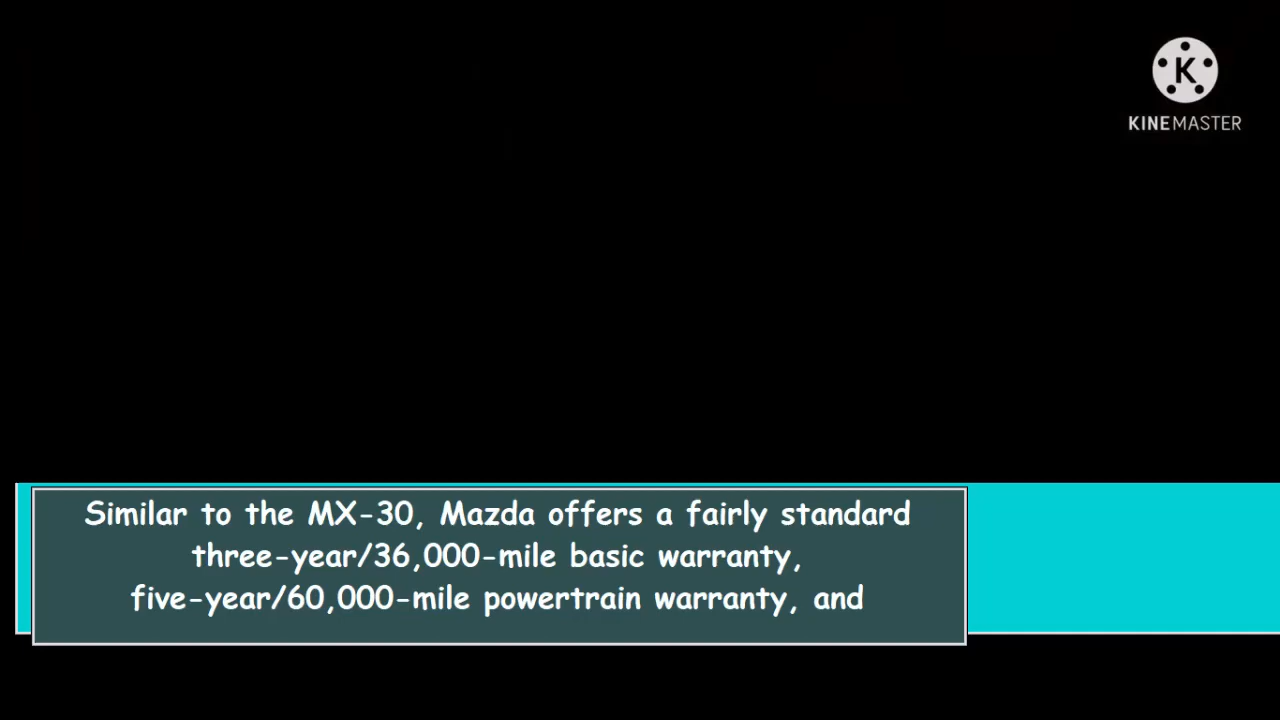 K
KINEMASTER
Similar to the MX-30, Mazda offers a fairly standard
three-year/36,000-mile basic warranty,
five-year/60,000-mile powertrain warranty, and